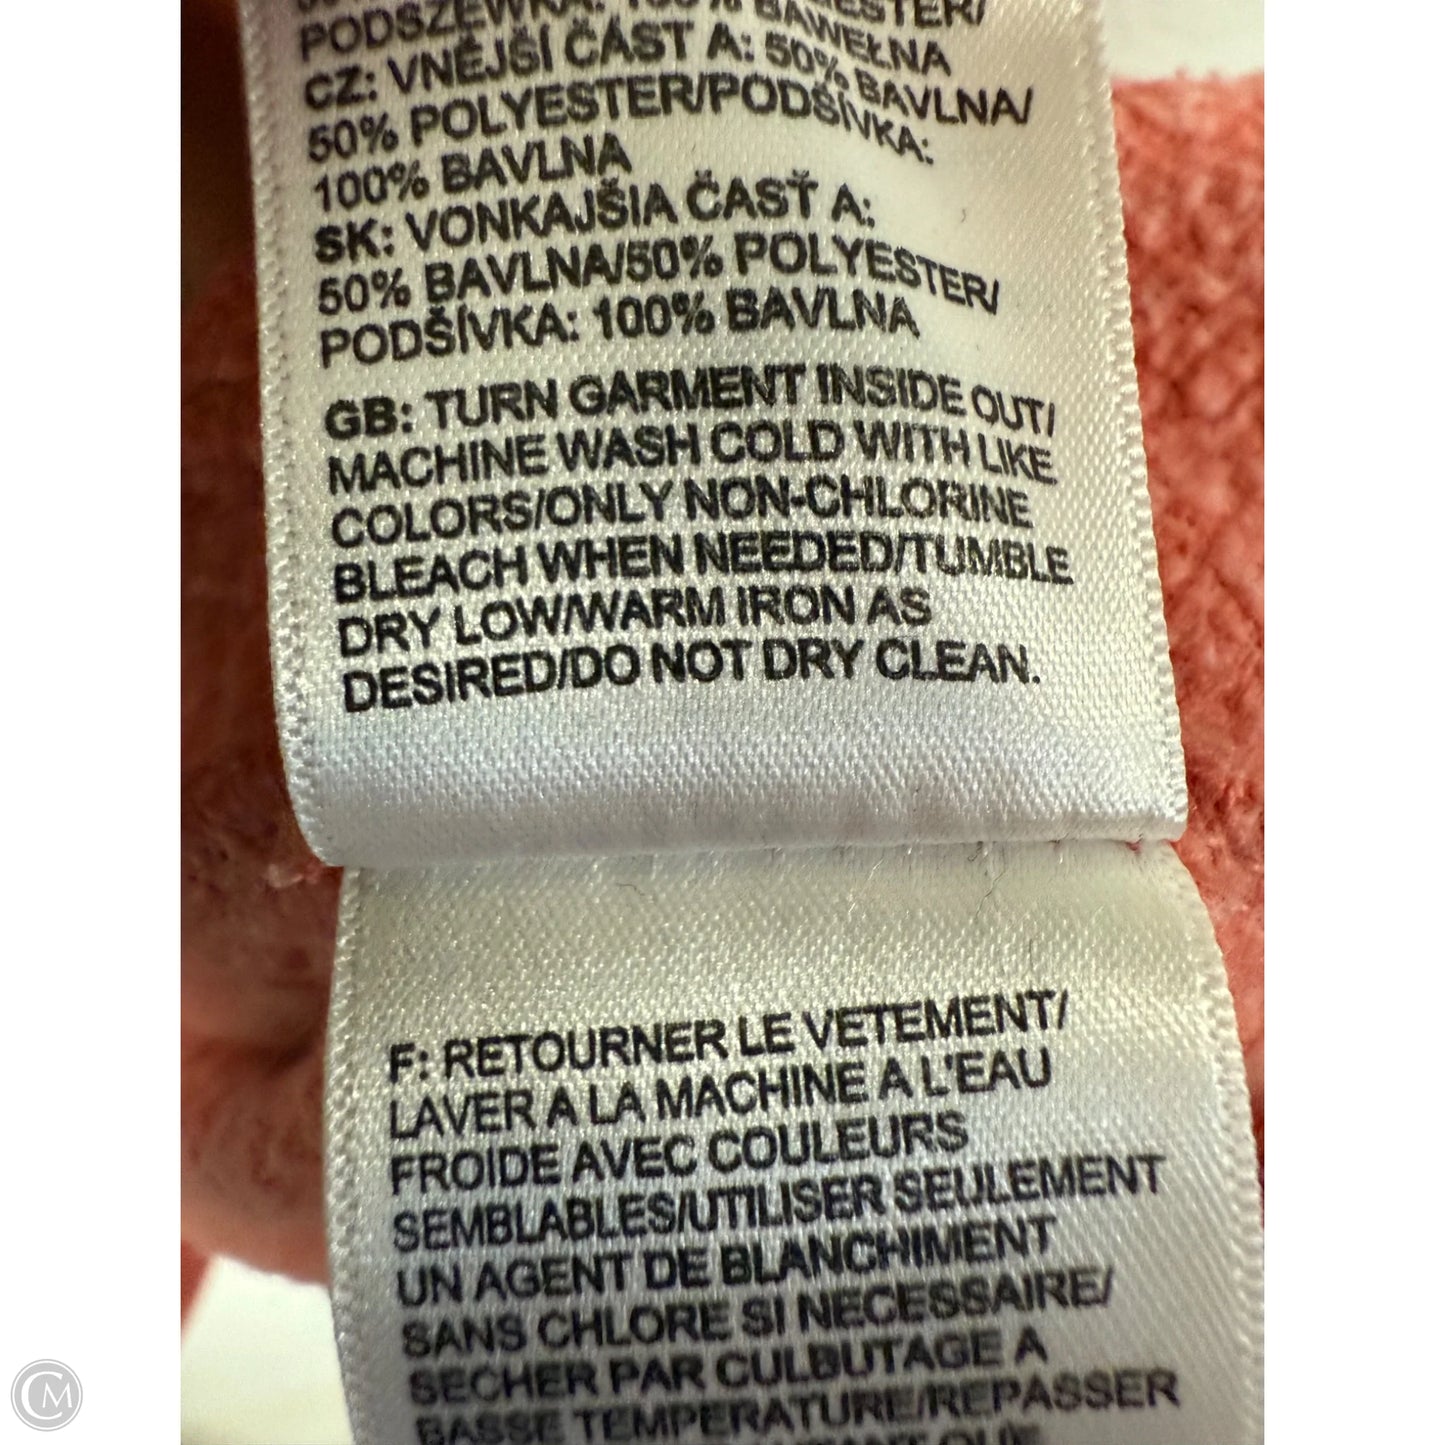 PODSZEWKA: 100% BAWEŁNA
CZ: VNĚJŠÍ ČÁST A: 50% BAVLNA/
50% POLYESTER/PODŠÍVKA:
100% BAVLNA
SK: VONKAJŠIA ČASŤ A:
50% BAVLNA/50% POLYESTER/
PODŠÍVKA: 100% BAVLNA
GB: TURN GARMENT INSIDE OUT/
MACHINE WASH COLD WITH LIKE
COLORS/ONLY NON-CHLORINE
BLEACH WHEN NEEDED/TUMBLE
DRY LOW/WARM IRON AS
DESIRED/DO NOT DRY CLEAN.
F: RETOURNER LE VETEMENT/
LAVER A LA MACHINE A L'EAU
FROIDE AVEC COULEURS
SEMBLABLES/UTILISER SEULEMENT
UN AGENT DE BLANCHIMENT
SANS CHLORE SI NECESSAIRE/
SECHER PAR CULBUTAGE A
BASSE TEMPERATURE/REPASSER
CM